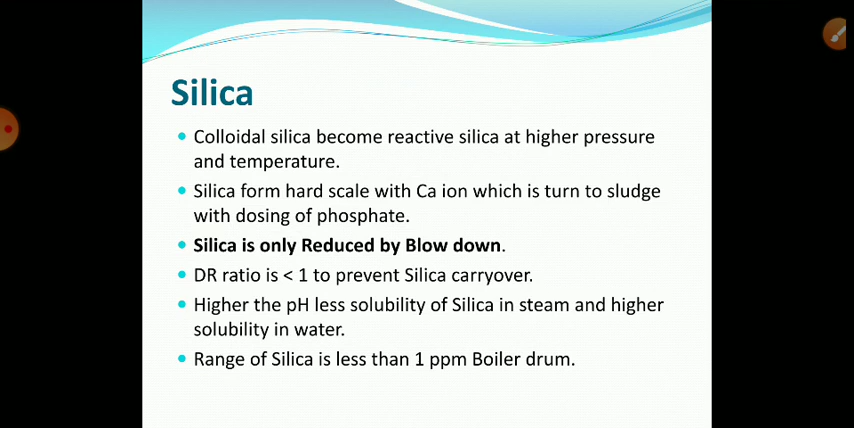 Silica
Colloidal silica become reactive silica at higher pressure
and temperature.
Silica form hard scale with Ca ion which is turn to sludge
with dosing of phosphate.
Silica is only Reduced by Blow down.
DR ratio is < 1 to prevent Silica carryover.
Higher the pH less solubility of Silica in steam and higher
solubility in water.
Range of Silica is less than 1 ppm Boiler drum.